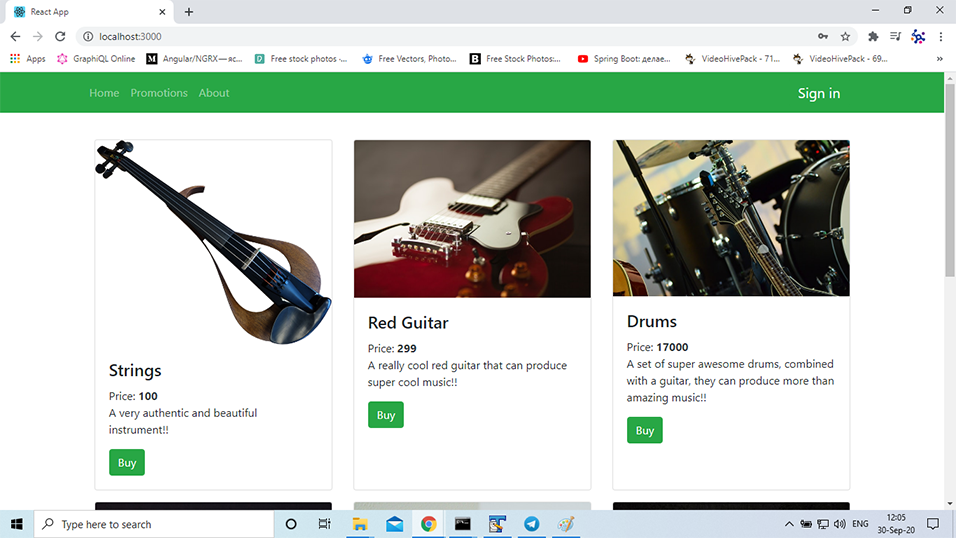 React App
localhost:3000
Apps
GraphiQL Online
Angular/NGRX — яс...
Free stock photos -...
Free Vectors, Photo...
Free Stock Photos:...
Spring Boot: делае...
VideoHivePack - 71...
VideoHivePack - 69...
Home Promotions About
Sign in
Strings
Price: 100
A very authentic and beautiful
instrument!!
Buy
Red Guitar
Price: 299
A really cool red guitar that can produce
super cool music!!
Buy
Drums
Price: 17000
A set of super awesome drums, combined
with a guitar, they can produce more than
amazing music!!
Buy
Type here to search
ENG
12:05
30-Sep-20